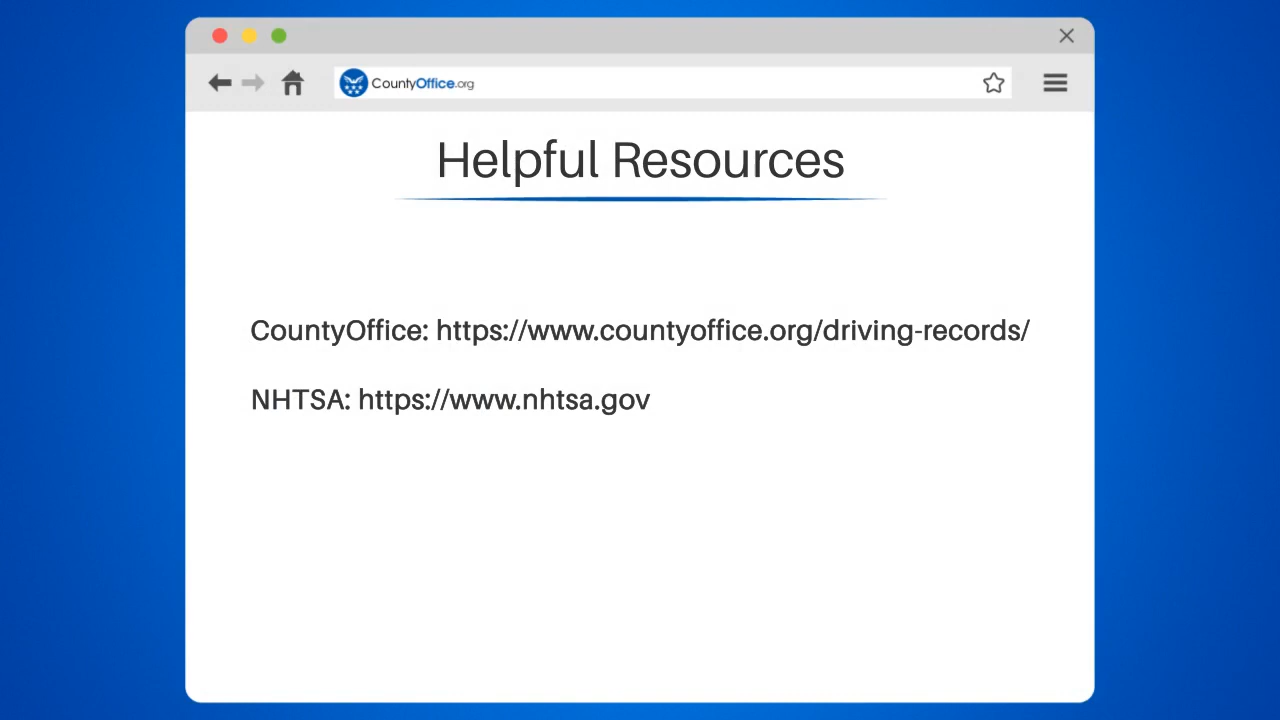 CountyOffice.org
Helpful Resources
CountyOffice: https://www.countyoffice.org/driving-records/
NHTSA: https://www.nhtsa.gov